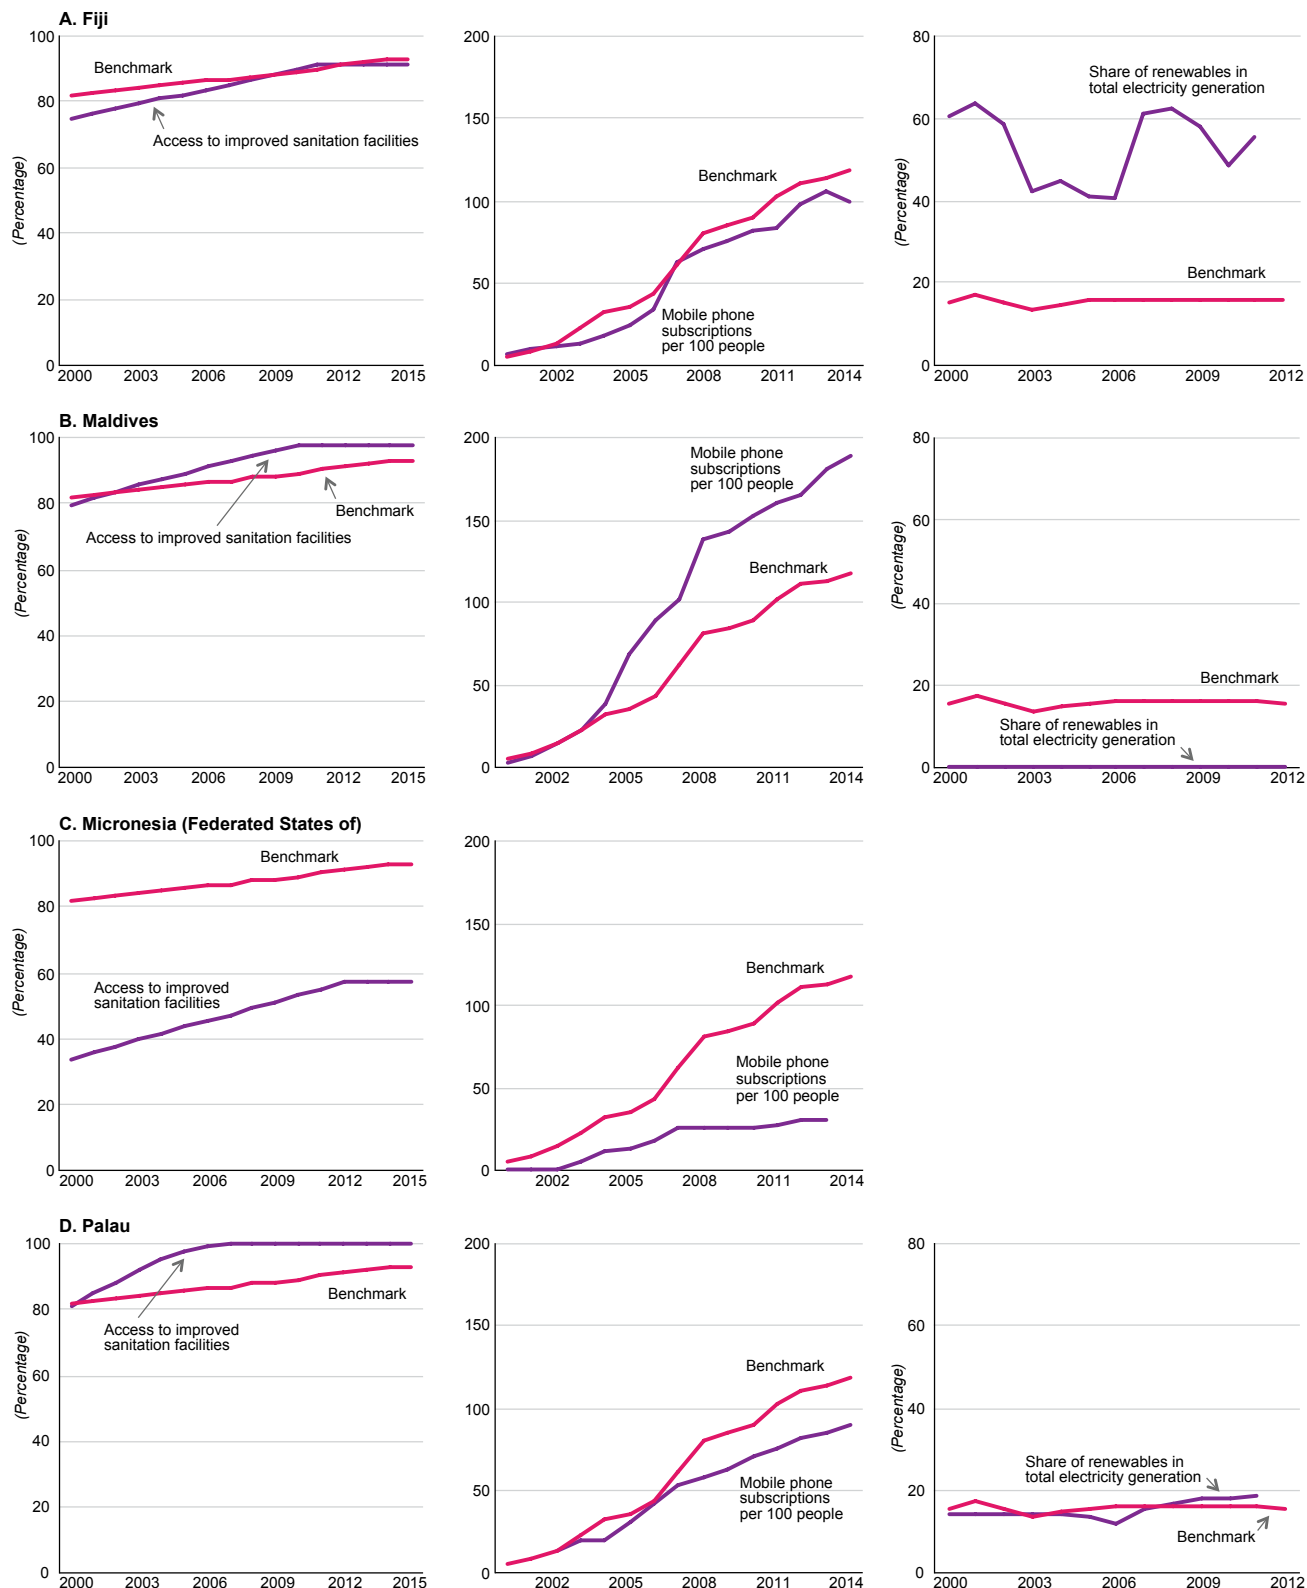 A. Fiji
100
80
60
40
20
0
(Percentage)
Benchmark
Access to improved sanitation facilities
2000 2003 2006 2009 2012 2015
200
150
100
50
0
Benchmark
Mobile phone
subscriptions
per 100 people
2002 2005 2008 2011 2014
80
60
40
20
0
(Percentage)
Share of renewables in
total electricity generation
Benchmark
2000 2003 2006 2009 2012
B. Maldives
100
80
60
40
20
0
(Percentage)
Benchmark
Access to improved sanitation facilities
2000 2003 2006 2009 2012 2015
200
150
100
50
0
Mobile phone
subscriptions
per 100 people
Benchmark
2002 2005 2008 2011 2014
80
60
40
20
0
(Percentage)
Benchmark
Share of renewables in
total electricity generation
2000 2003 2006 2009 2012
C. Micronesia (Federated States of)
100
80
60
40
20
0
(Percentage)
Benchmark
Access to improved
sanitation facilities
2000 2003 2006 2009 2012 2015
200
150
100
50
0
Benchmark
Mobile phone
subscriptions
per 100 people
2002 2005 2008 2011 2014
D. Palau
100
80
60
40
20
0
(Percentage)
Benchmark
Access to improved
sanitation facilities
2000 2003 2006 2009 2012 2015
200
150
100
50
0
Benchmark
Mobile phone
subscriptions
per 100 people
2002 2005 2008 2011 2014
80
60
40
20
0
(Percentage)
Share of renewables in
total electricity generation
Benchmark
2000 2003 2006 2009 2012